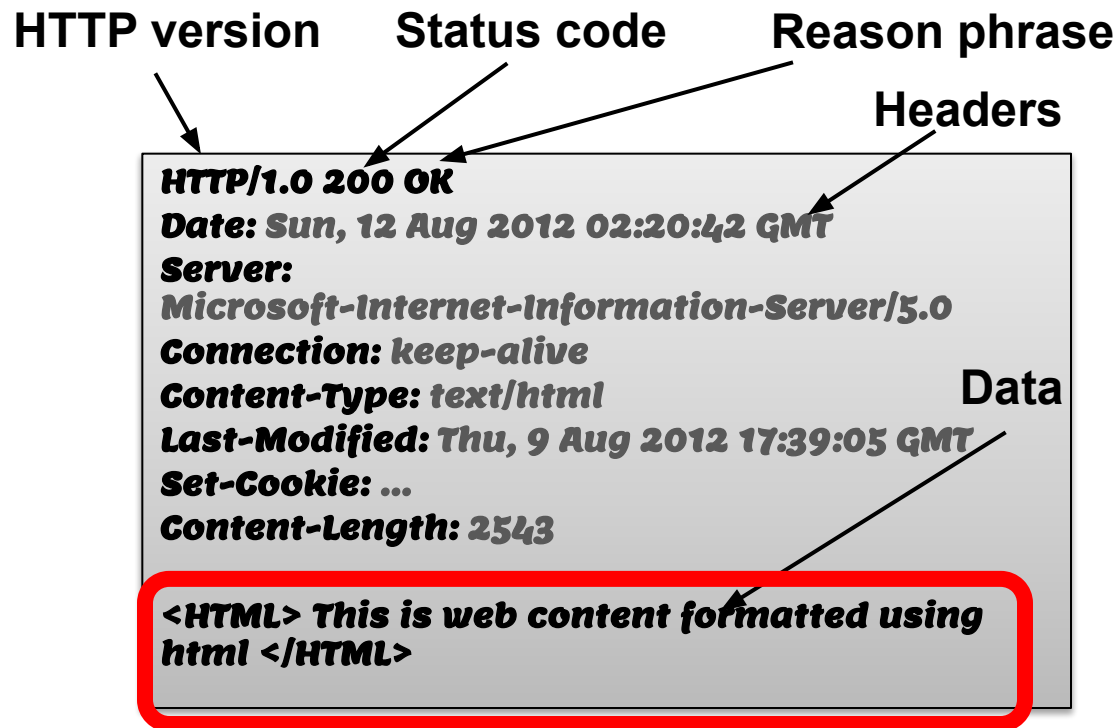 HTTP version Status code Reason phrase
Headers
HTTP/1.0 200 OK
Date: Sun, 12 Aug 2012 02:20:42 GMT
Server:
Microsoft-Internet-Information-Server/5.0
Connection: keep-alive
Content-Type: text/html
Data
Last-Modified: Thu, 9 Aug 2012 17:39:05 GMT
Set-Cookie: ...
Content-Length: 2543
<HTML> This is web content formatted using
html </HTML>